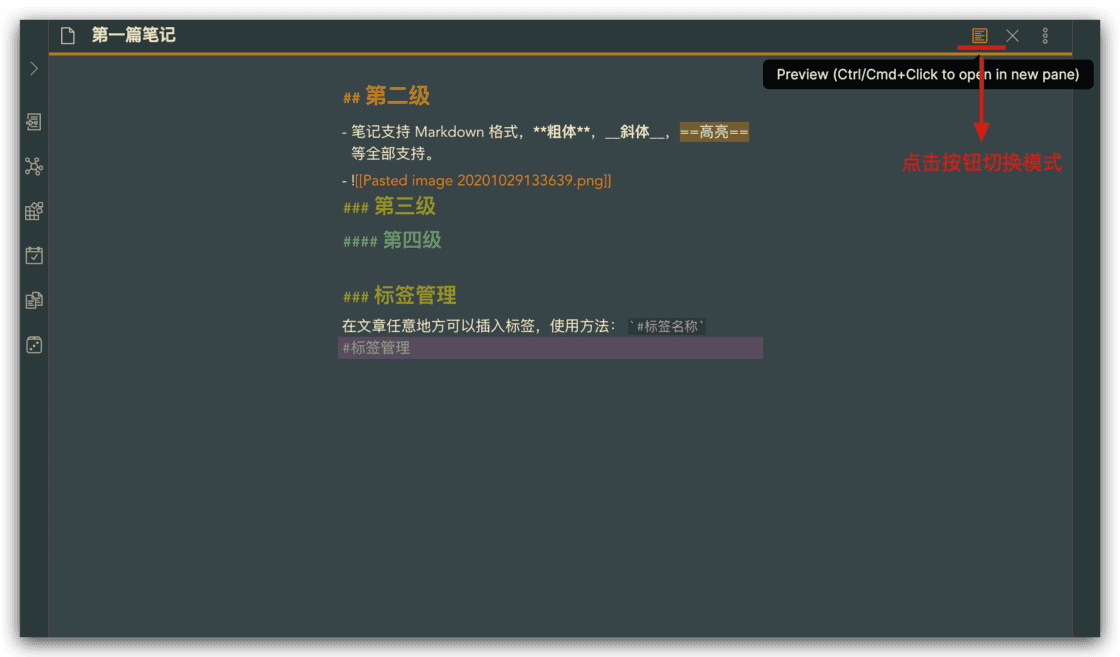 第一篇笔记
Preview (Ctrl/Cmd+Click to open in new pane)
点击按钮切换模式
## 第二级
- 笔记支持 Markdown 格式，**粗体**，__斜体__，==高亮==
等全部支持。
- ![[Pasted image 20201029133639.png]]
### 第三级
#### 第四级
### 标签管理
在文章任意地方可以插入标签，使用方法： `#标签名称`
#标签管理